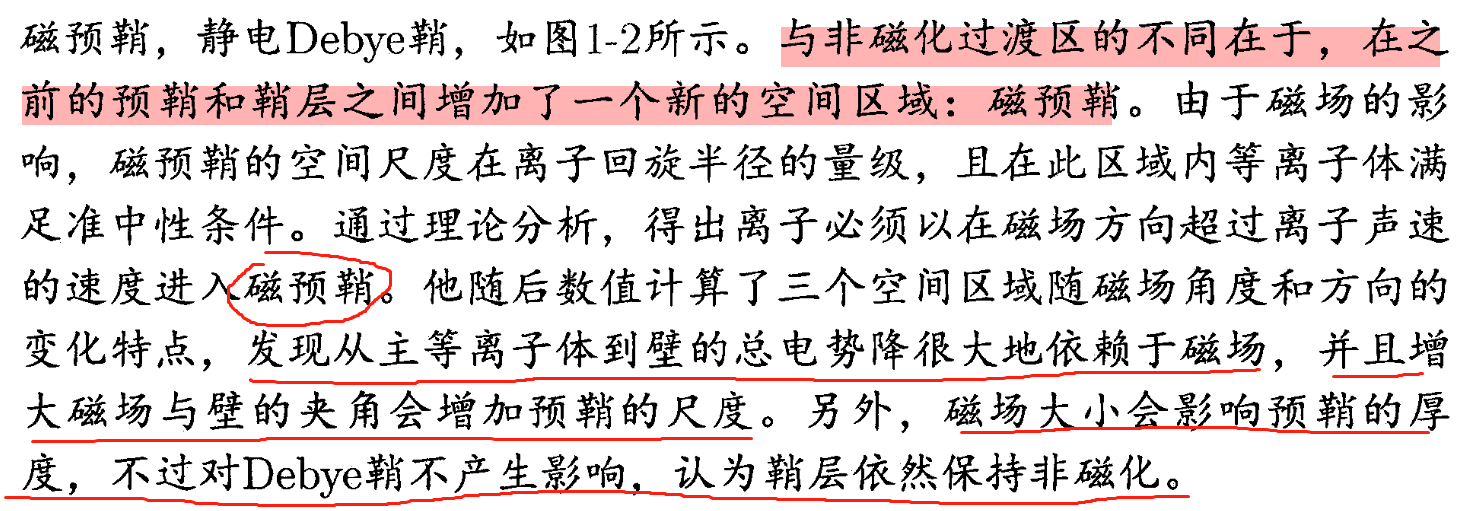 磁预鞘，静电Debye鞘，如图1-2所示。与非磁化过渡区的不同在于，在之
前的预鞘和鞘层之间增加了一个新的空间区域：磁预鞘。由于磁场的影
响，磁预鞘的空间尺度在离子回旋半径的量级，且在此区域内等离子体满
足准中性条件。通过理论分析，得出离子必须以在磁场方向超过离子声速
的速度进入磁预鞘。他随后数值计算了三个空间区域随磁场角度和方向的
变化特点，发现从主等离子体到壁的总电势降很大地依赖于磁场，并且增
大磁场与壁的夹角会增加预鞘的尺度。另外，磁场大小会影响预鞘的厚
度，不过对Debye鞘不产生影响，认为鞘层依然保持非磁化。